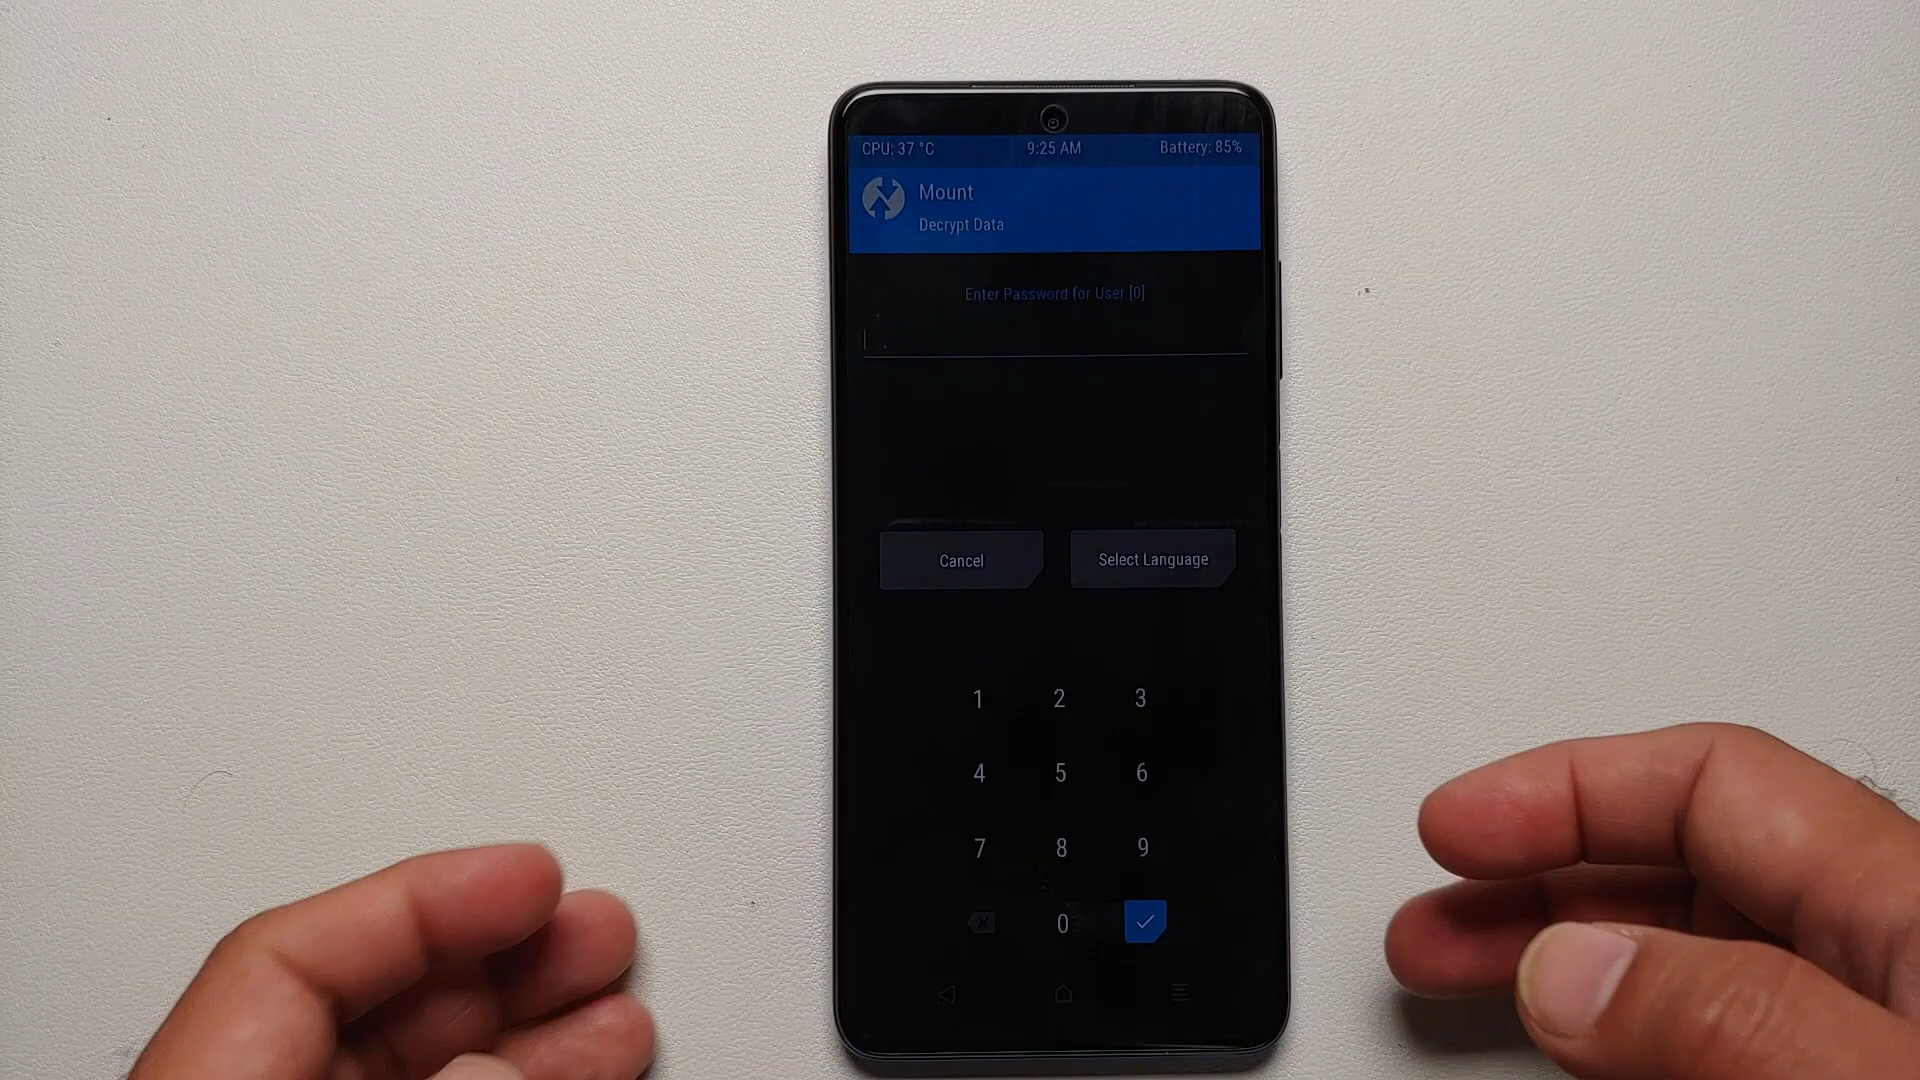 CPU: 37 °C 9:25 AM Battery: 85%
Mount
Decrypt Data
Enter Password for User [0]
Cancel Select Language
1 2 3
4 5 6
7 8 9
0